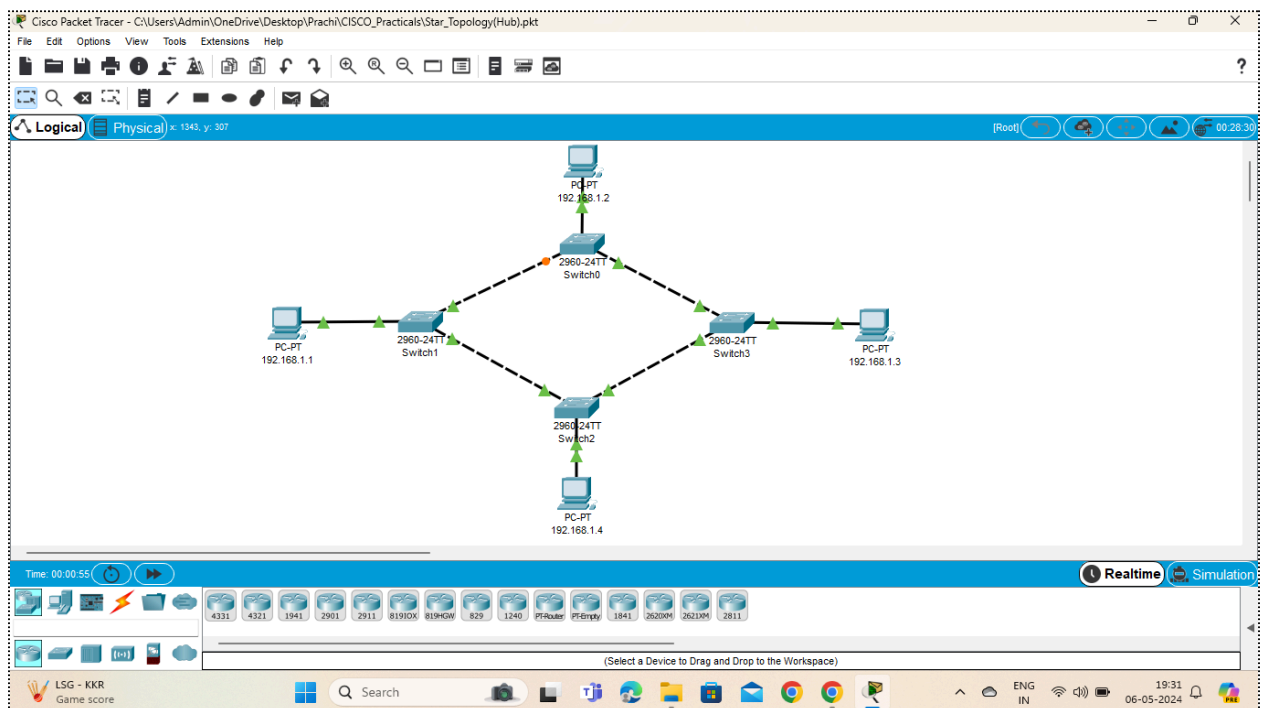 Cisco Packet Tracer - C:\Users\Admin\OneDrive\Desktop\Prachi\CISCO_Practicals\Star_Topology(Hub).pkt
File Edit Options View Tools Extensions Help
Logical Physical x: 1343, y: 307 [Root] 00:28:30
PC-PT
192.168.1.2
2960-24TT
Switch0
PC-PT
192.168.1.1
2960-24TT
Switch1
2960-24TT
Switch3
PC-PT
192.168.1.3
2960-24TT
Switch2
PC-PT
192.168.1.4
Time: 00:00:55 Realtime Simulation
4331 4321 1941 2901 2911 819IOX 819HGW 829 1240 PT-Router PT-Empty 1841 2620XM 2621XM 2811
(Select a Device to Drag and Drop to the Workspace)
LSG - KKR
Game score
Search
ENG
IN
19:31
06-05-2024
PRE